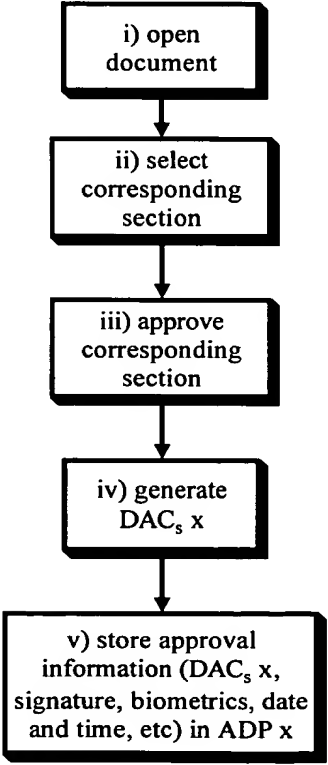 i) open
document
ii) select
corresponding
section
iii) approve
corresponding
section
iv) generate
DACₛ x
v) store approval
information (DACₛ x,
signature, biometrics, date
and time, etc) in ADP x